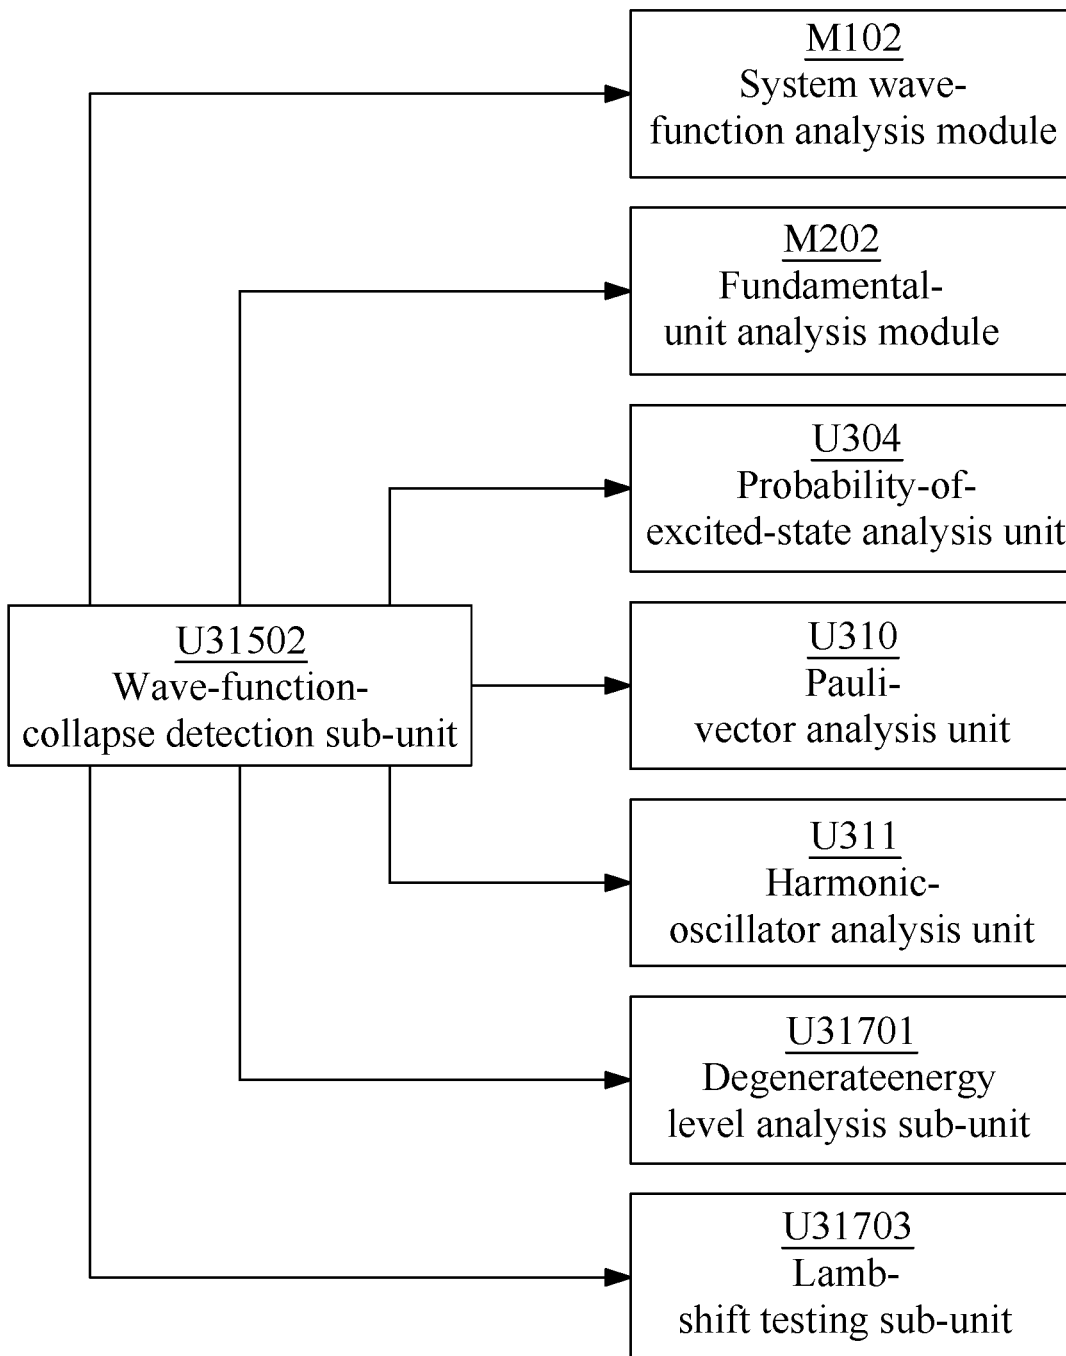 M102
System wave-
function analysis module
M202
Fundamental-
unit analysis module
U304
Probability-of-
excited-state analysis unit
U31502
Wave-function-
collapse detection sub-unit
U310
Pauli-
vector analysis unit
U311
Harmonic-
oscillator analysis unit
U31701
Degenerateenergy
level analysis sub-unit
U31703
Lamb-
shift testing sub-unit